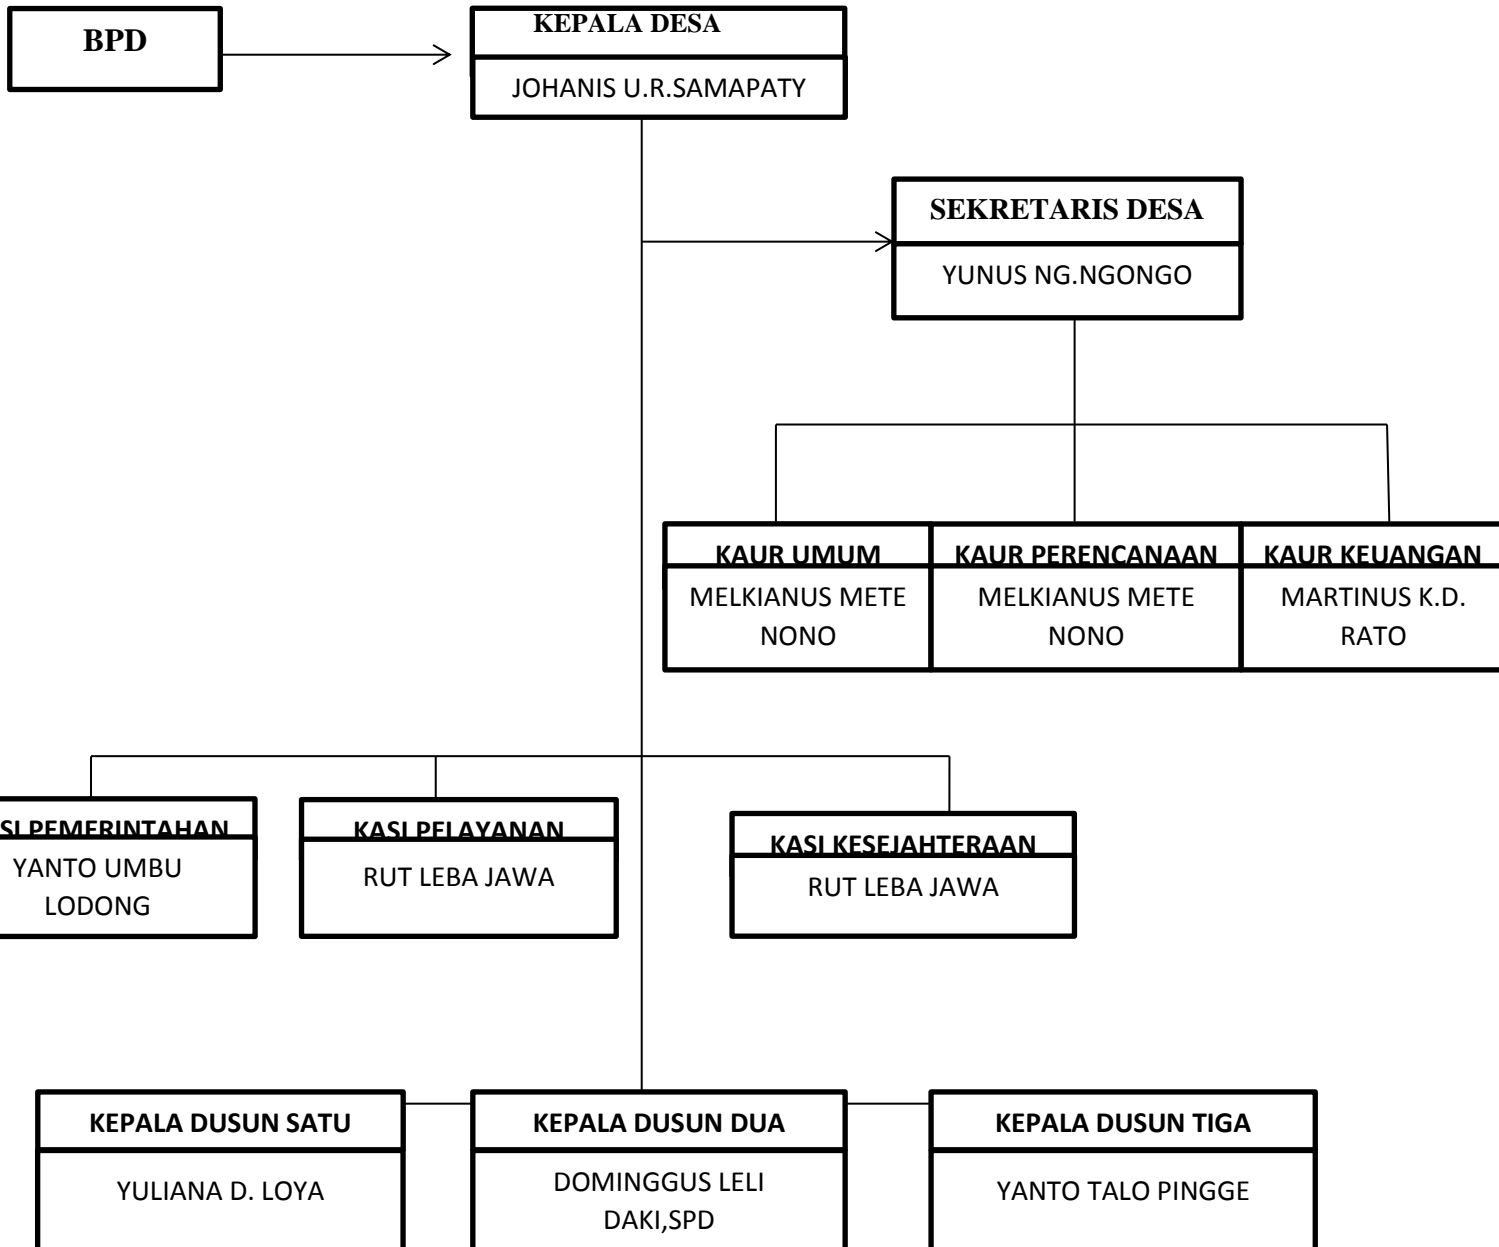 BPD
KEPALA DESA
JOHANIS U.R.SAMAPATY
SEKRETARIS DESA
YUNUS NG.NGONGO
KAUR UMUM
MELKIANUS METE
NONO
KAUR PERENCANAAN
MELKIANUS METE
NONO
KAUR KEUANGAN
MARTINUS K.D.
RATO
SI PEMERINTAHAN
YANTO UMBU
LODONG
KASI PELAYANAN
RUT LEBA JAWA
KASI KESEJAHTERAAN
RUT LEBA JAWA
KEPALA DUSUN SATU
YULIANA D. LOYA
KEPALA DUSUN DUA
DOMINGGUS LELI
DAKI,SPD
KEPALA DUSUN TIGA
YANTO TALO PINGGE